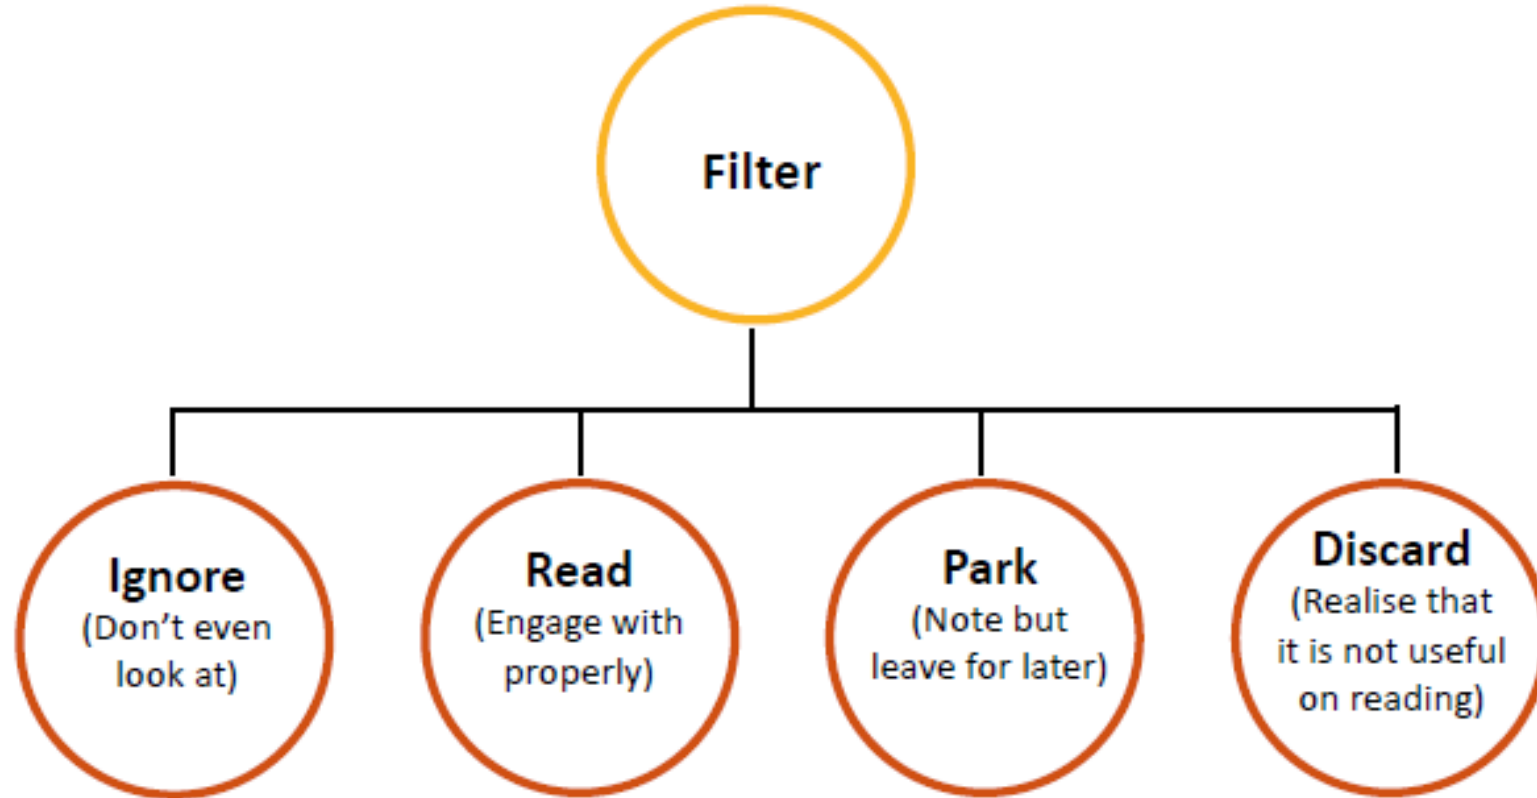 Filter
Ignore
(Don’t even
look at)
Read
(Engage with
properly)
Park
(Note but
leave for later)
Discard
(Realise that
it is not useful
on reading)